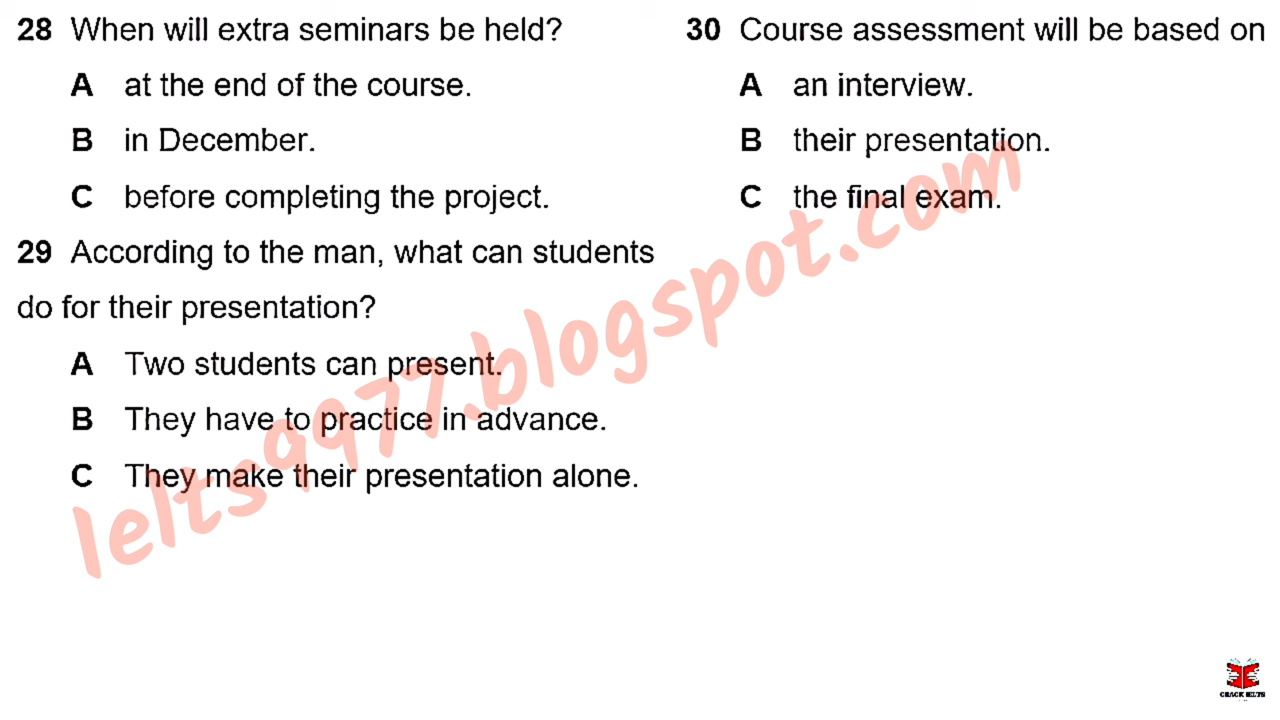 28 When will extra seminars be held?
A at the end of the course.
B in December.
C before completing the project.
29 According to the man, what can students
do for their presentation?
A Two students can present.
B They have to practice in advance.
C They make their presentation alone.
30 Course assessment will be based on
A an interview.
B their presentation.
C the final exam.
Ielts9977.blogspot.com
CRACK IELTS